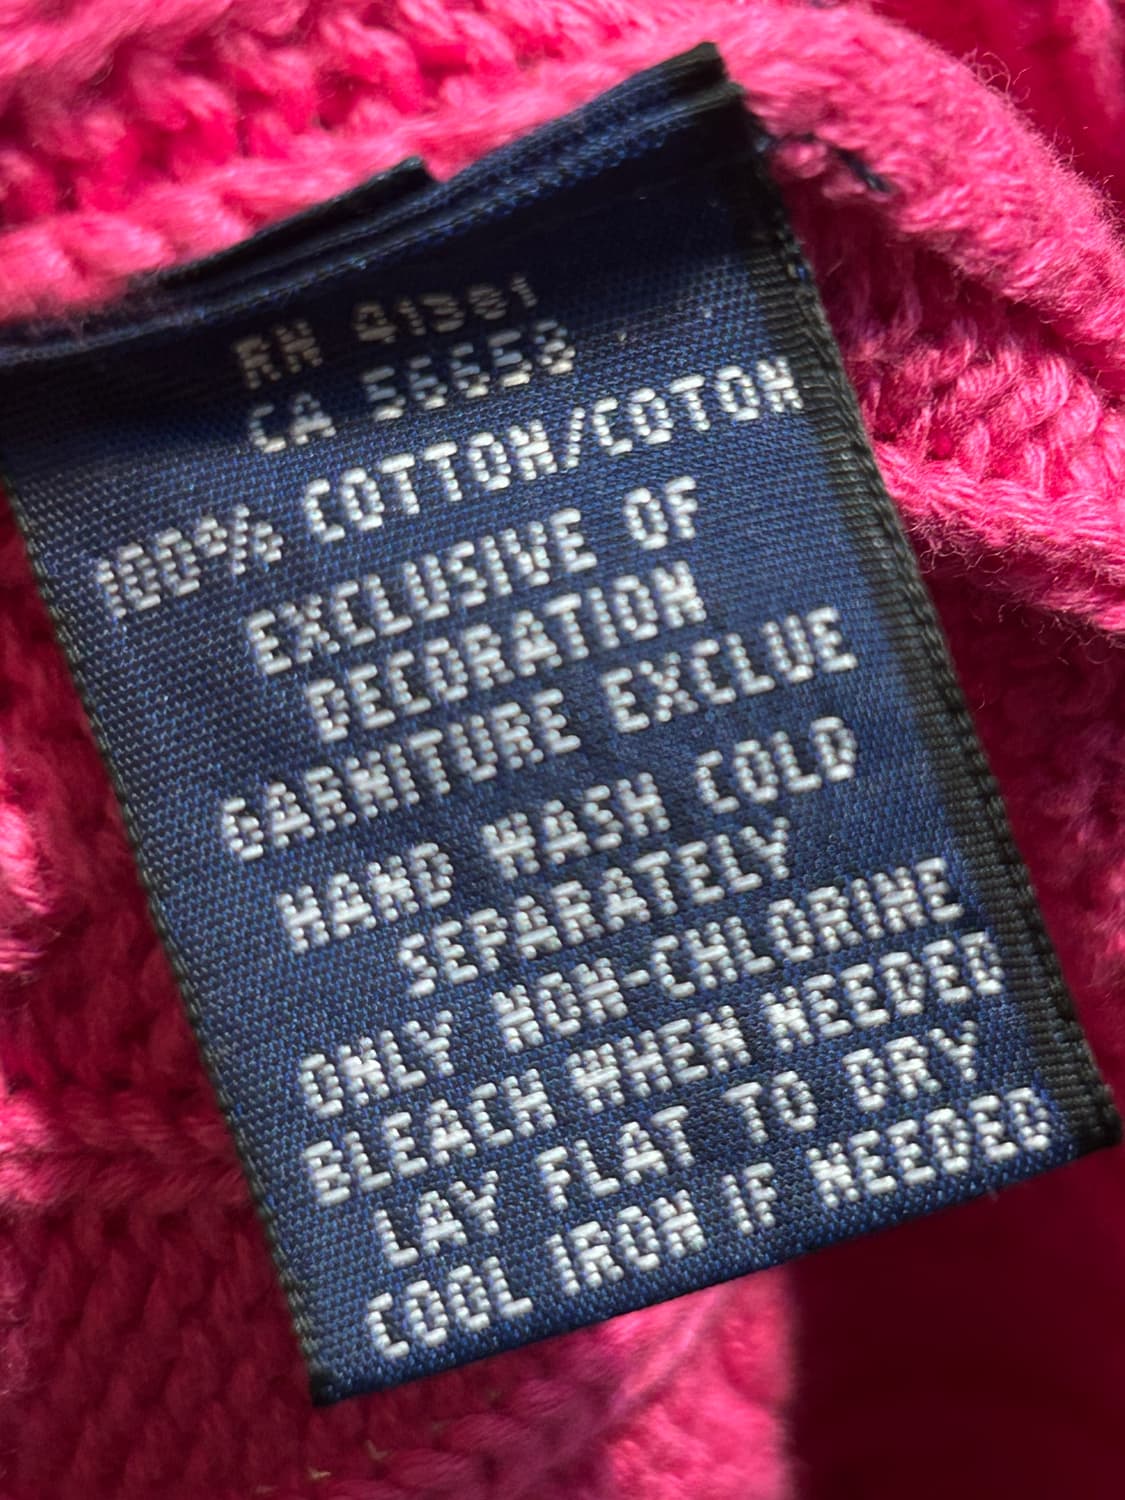 RN 41381
CA 56658
100% COTTON/COTON
EXCLUSIVE OF
DECORATION
GARNITURE EXCLUE
HAND WASH COLD
SEPARATELY
ONLY NON-CHLORINE
BLEACH WHEN NEEDED
LAY FLAT TO DRY
COOL IRON IF NEEDED